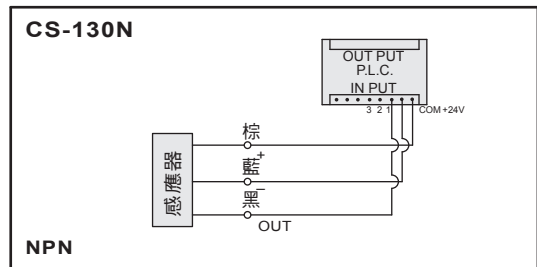 CS-130N
OUT PUT
P.L.C.
IN PUT
3 2 1 COM +24V
棕
+
藍
−
黑
OUT
感應器
NPN